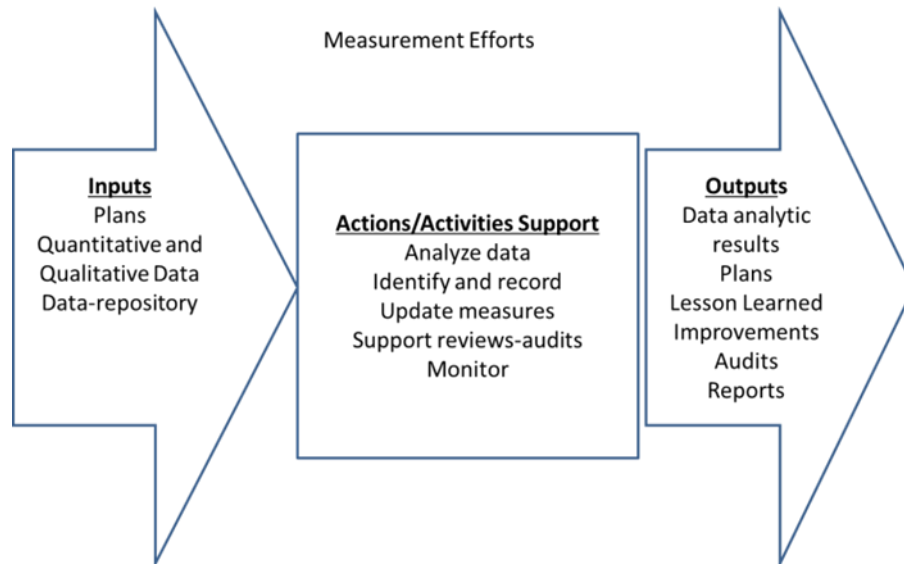 Measurement Efforts
Inputs
Plans
Quantitative and
Qualitative Data
Data-repository
Actions/Activities Support
Analyze data
Identify and record
Update measures
Support reviews-audits
Monitor
Outputs
Data analytic
results
Plans
Lesson Learned
Improvements
Audits
Reports